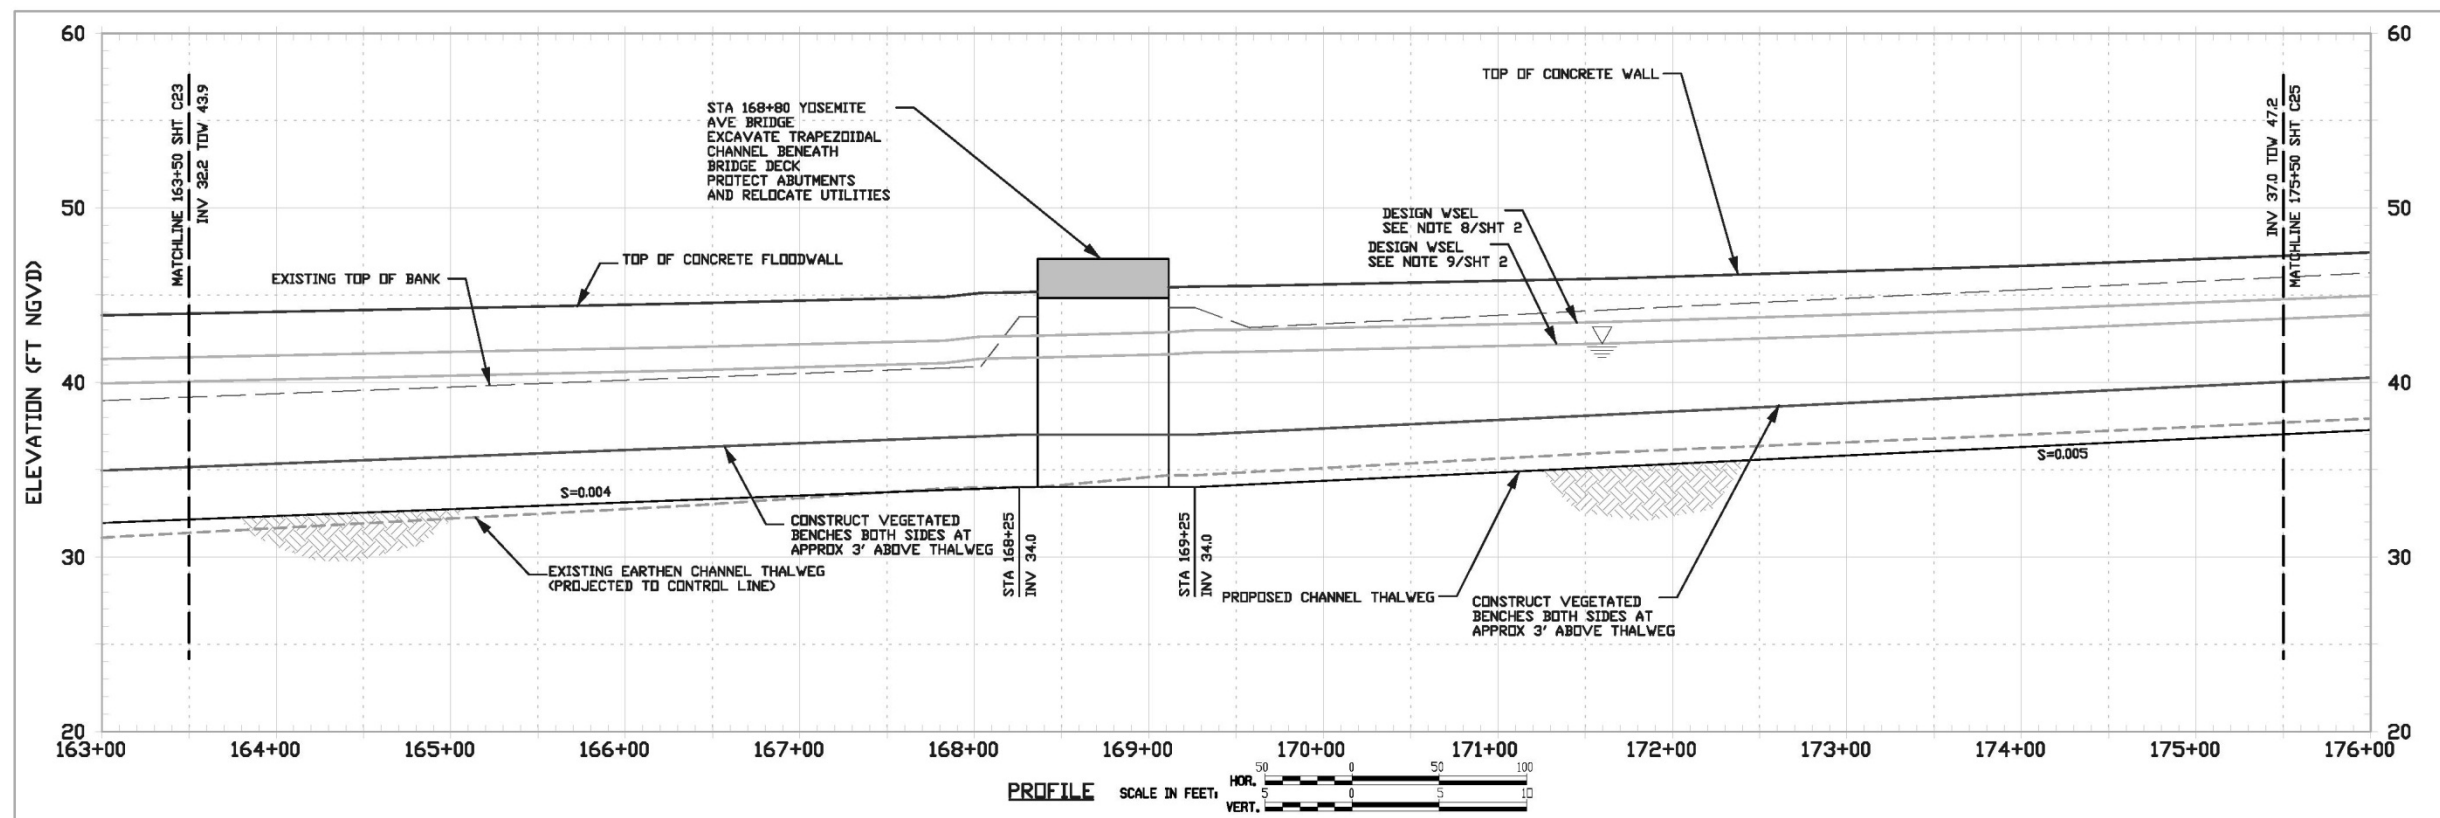 60
60
MATCHLINE 163+50 SHT C23
INV 32.2 TOW 43.9
STA 168+80 YOSEMITE
AVE BRIDGE
EXCAVATE TRAPEZOIDAL
CHANNEL BENEATH
BRIDGE DECK
PROTECT ABUTMENTS
AND RELOCATE UTILITIES
TOP OF CONCRETE WALL
INV 37.0 TOW 47.2
MATCHLINE 175+50 SHT C25
50
50
DESIGN WSEL
SEE NOTE 8/SHT 2
DESIGN WSEL
SEE NOTE 9/SHT 2
TOP OF CONCRETE FLOODWALL
EXISTING TOP OF BANK
ELEVATION (FT NGVD)
40
40
S=0.004
S=0.005
CONSTRUCT VEGETATED
BENCHES BOTH SIDES AT
APPROX 3' ABOVE THALWEG
EXISTING EARTHEN CHANNEL THALWEG
(PROJECTED TO CONTROL LINE)
STA 168+25
INV 34.0
STA 169+25
INV 34.0
PROPOSED CHANNEL THALWEG
CONSTRUCT VEGETATED
BENCHES BOTH SIDES AT
APPROX 3' ABOVE THALWEG
30
30
20
20
163+00 164+00 165+00 166+00 167+00 168+00 169+00 170+00 171+00 172+00 173+00 174+00 175+00 176+00
PROFILE
SCALE IN FEET:
HOR.
50 0 50 100
VERT.
5 0 5 10